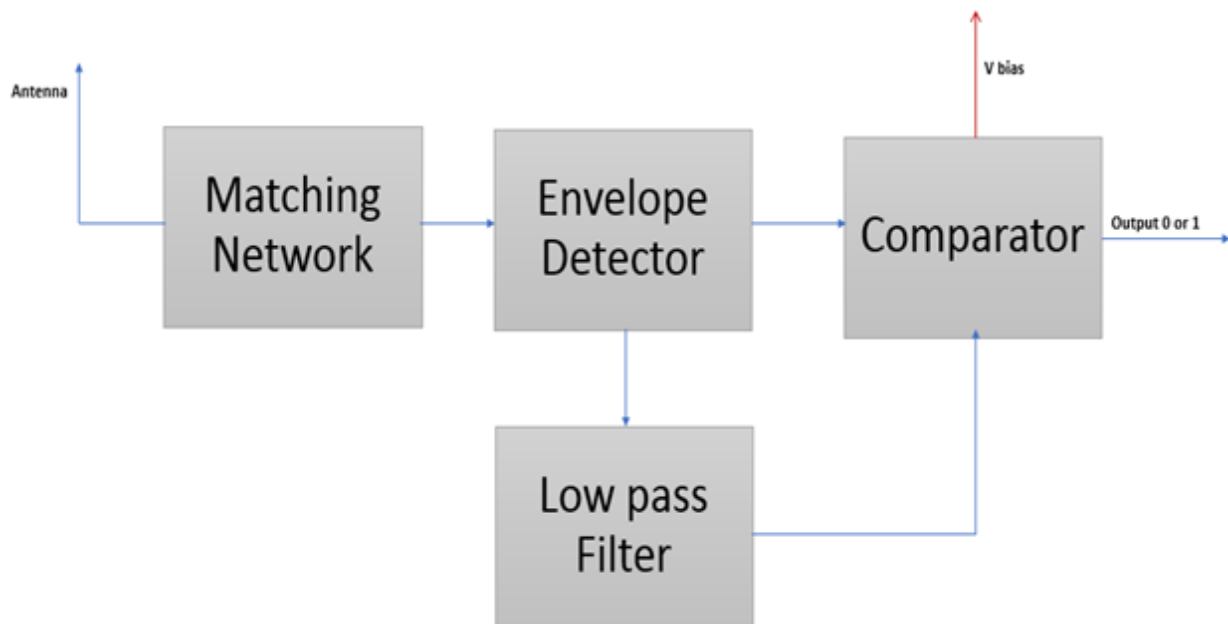 V bias
Antenna
Matching
Network
Envelope
Detector
Comparator
Output 0 or 1
Low pass
Filter